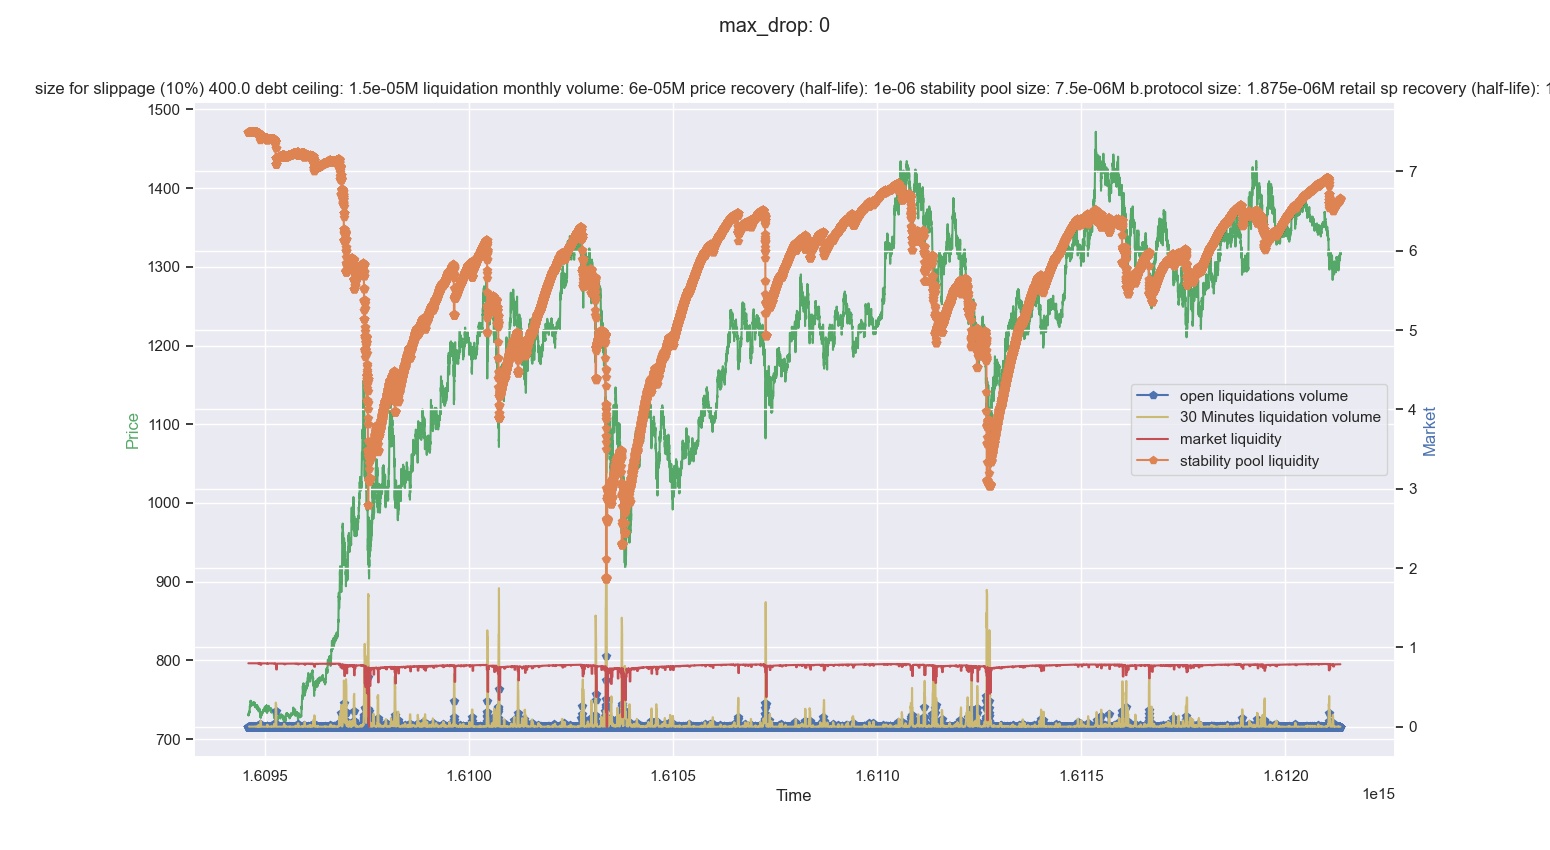 max_drop: 0
size for slippage (10%) 400.0 debt ceiling: 1.5e-05M liquidation monthly volume: 6e-05M price recovery (half-life): 1e-06 stability pool size: 7.5e-06M b.protocol size: 1.875e-06M retail sp recovery (half-life): 1
1500
1400
1300
1200
1100
1000
900
800
700
Price
7
6
5
4
3
2
1
0
Market
open liquidations volume
30 Minutes liquidation volume
market liquidity
stability pool liquidity
1.6095
1.6100
1.6105
1.6110
1.6115
1.6120
1e15
Time